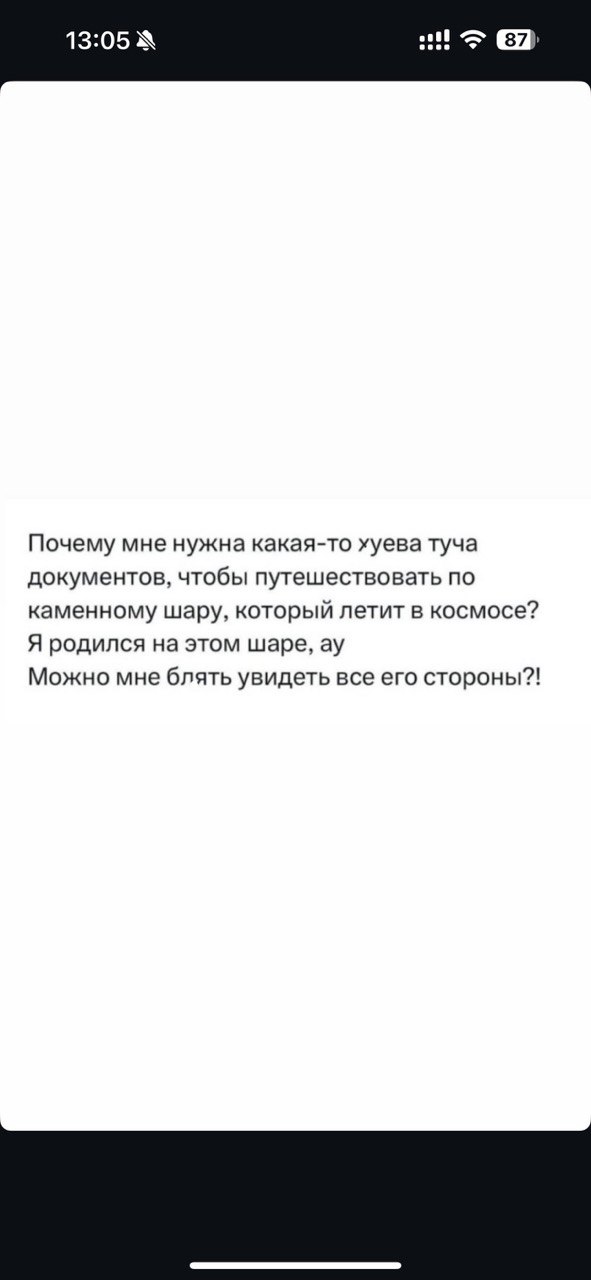 13:05
87
Почему мне нужна какая-то хуева туча
документов, чтобы путешествовать по
каменному шару, который летит в космосе?
Я родился на этом шаре, ау
Можно мне блять увидеть все его стороны?!